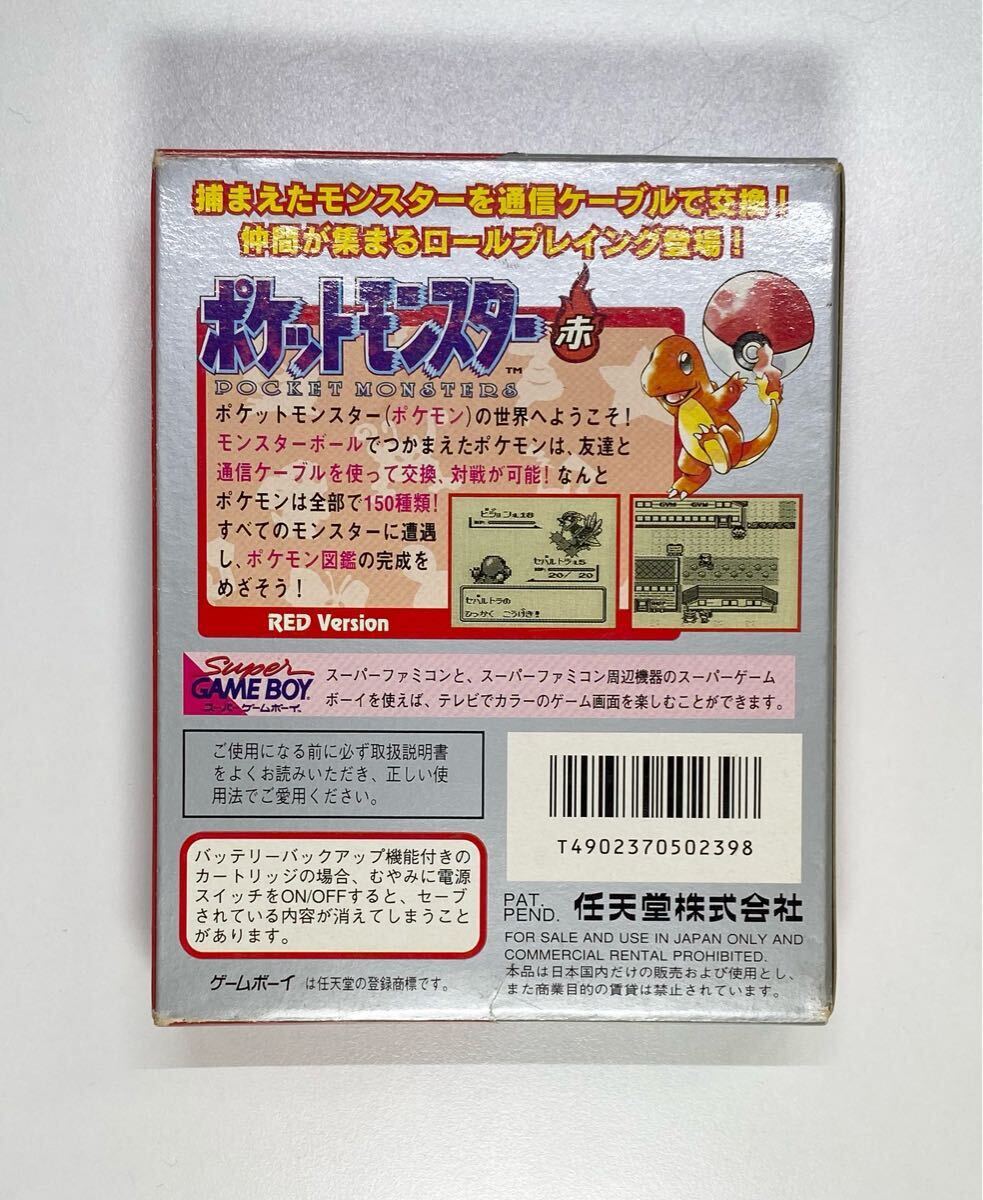 捕まえたモンスターを通信ケーブルで交換!
仲間が集まるロールプレイング登場!
ポケットモンスター 赤
TM
POCKET MONSTERS
ポケットモンスター(ポケモン)の世界へようこそ!
モンスターボールでつかまえたポケモンは、友達と
通信ケーブルを使って交換、対戦が可能!なんと
ポケモンは全部で150種類!
すべてのモンスターに遭遇
し、ポケモン図鑑の完成を
めざそう!
RED Version
ピジョン:L18
HP:
ゼバルトラ:L5
20/ 20
ゼバルトラの
ひっかく こうげき!
GYM GYM
Super
GAME BOY
スーパーゲームボーイ
スーパーファミコンと、スーパーファミコン周辺機器のスーパーゲーム
ボーイを使えば、テレビでカラーのゲーム画面を楽しむことができます。
ご使用になる前に必ず取扱説明書
をよくお読みいただき、正しい使
用法でご愛用ください。
T4902370502398
バッテリーバックアップ機能付きの
カートリッジの場合、むやみに電源
スイッチをON/OFFすると、セーブ
されている内容が消えてしまうこと
があります。
PAT.
PEND. 任天堂株式会社
FOR SALE AND USE IN JAPAN ONLY AND
COMMERCIAL RENTAL PROHIBITED.
本品は日本国内だけの販売および使用とし、
また商業目的の賃貸は禁止されています。
ゲームボーイ は任天堂の登録商標です。